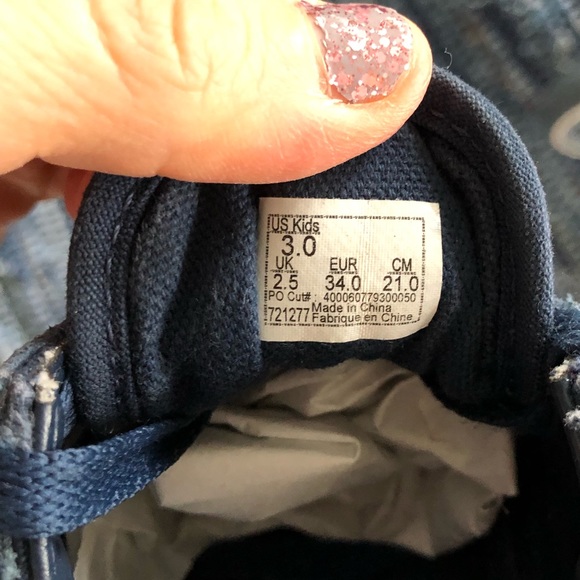 US Kids
3.0
UK EUR CM
2.5 34.0 21.0
PO Cut# : 400060779300050
721277 Made in China
Fabrique en Chine